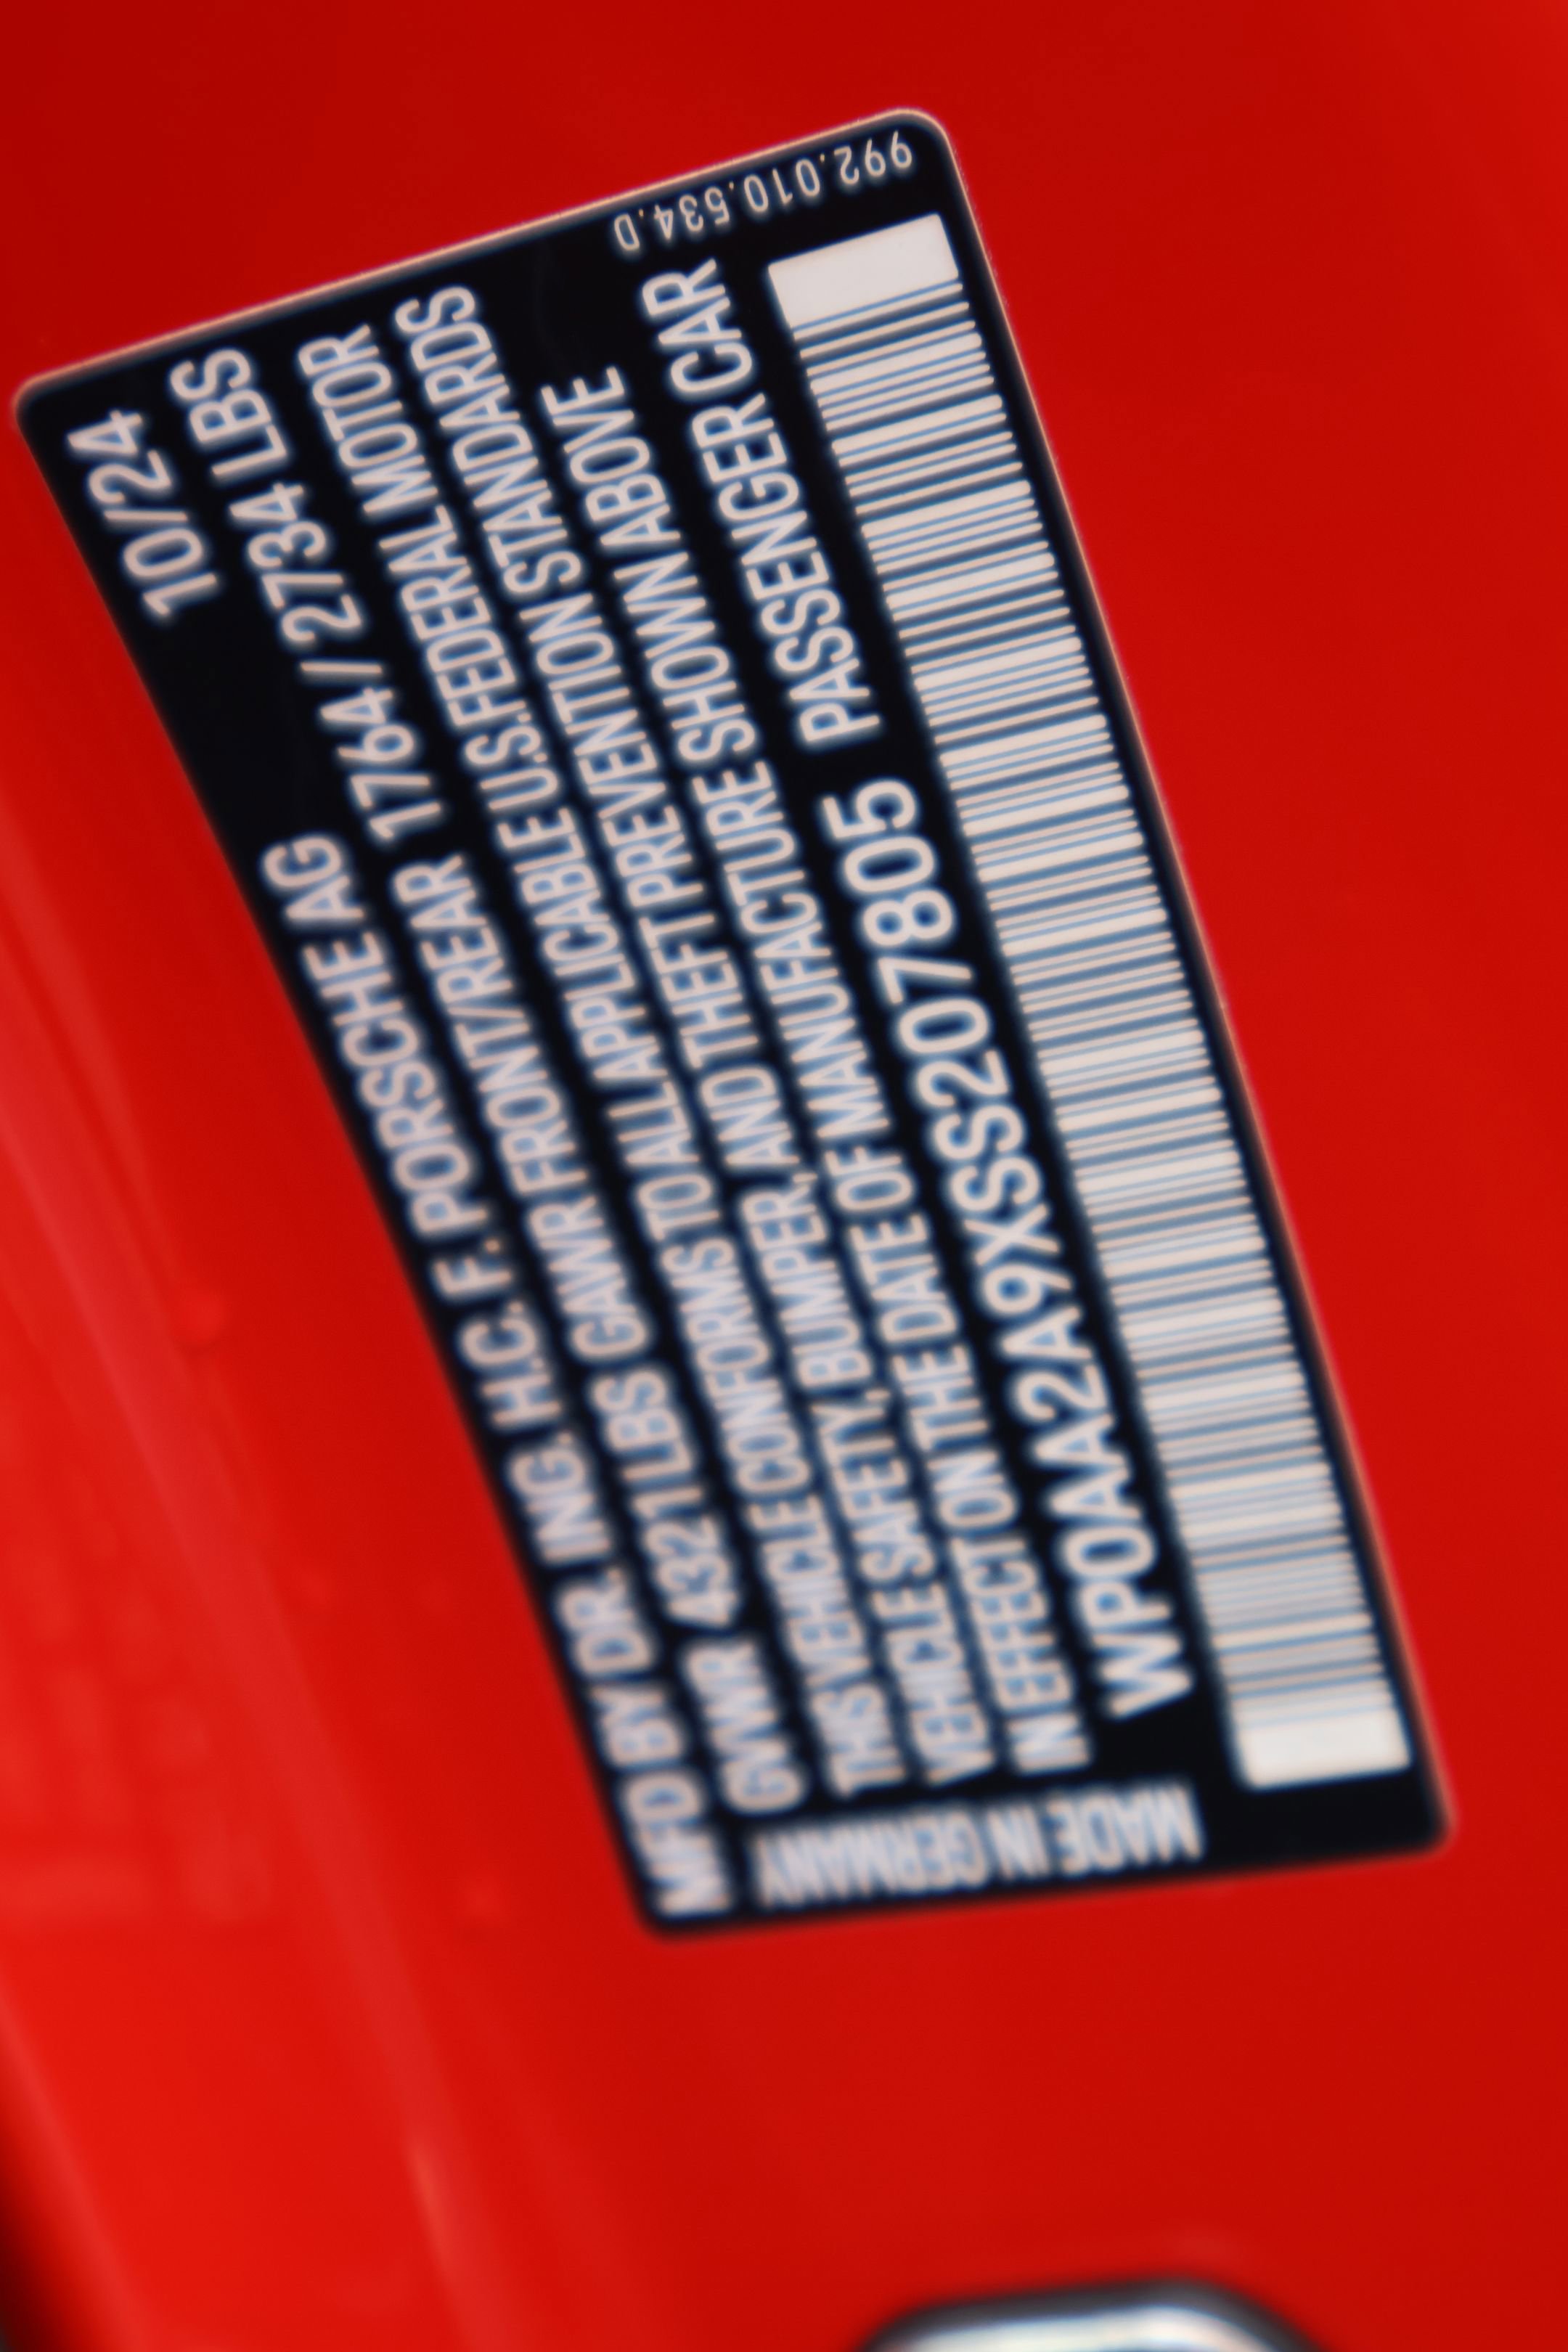 MFD BY/DR. ING. H.C. F. PORSCHE AG 10/24
GVWR 4321LBS GAWR FRONT/REAR 1764 / 2734 LBS
THIS VEHICLE CONFORMS TO ALL APPLICABLE U.S.FEDERAL MOTOR
VEHICLE SAFETY, BUMPER, AND THEFT PREVENTION STANDARDS
IN EFFECT ON THE DATE OF MANUFACTURE SHOWN ABOVE
WP0AA2A9XSS207805 PASSENGER CAR
MADE IN GERMANY
992.010.534.D